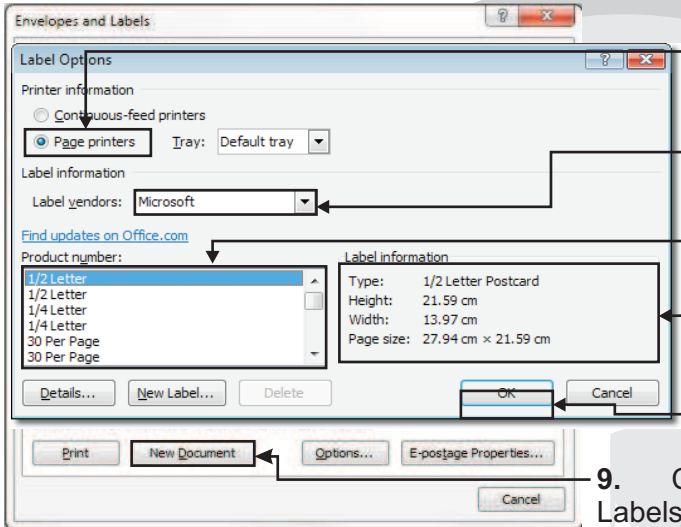 Envelopes and Labels
Label Options
Printer information
Continuous-feed printers
Page printers Tray: Default tray
Label information
Label vendors: Microsoft
Find updates on Office.com
Product number: Label information
1/2 Letter
1/2 Letter
1/4 Letter
1/4 Letter
30 Per Page
30 Per Page
Type: 1/2 Letter Postcard
Height: 21.59 cm
Width: 13.97 cm
Page size: 27.94 cm × 21.59 cm
Details... New Label... Delete OK Cancel
Print New Document Options... E-postage Properties...
Cancel
9.
Labels